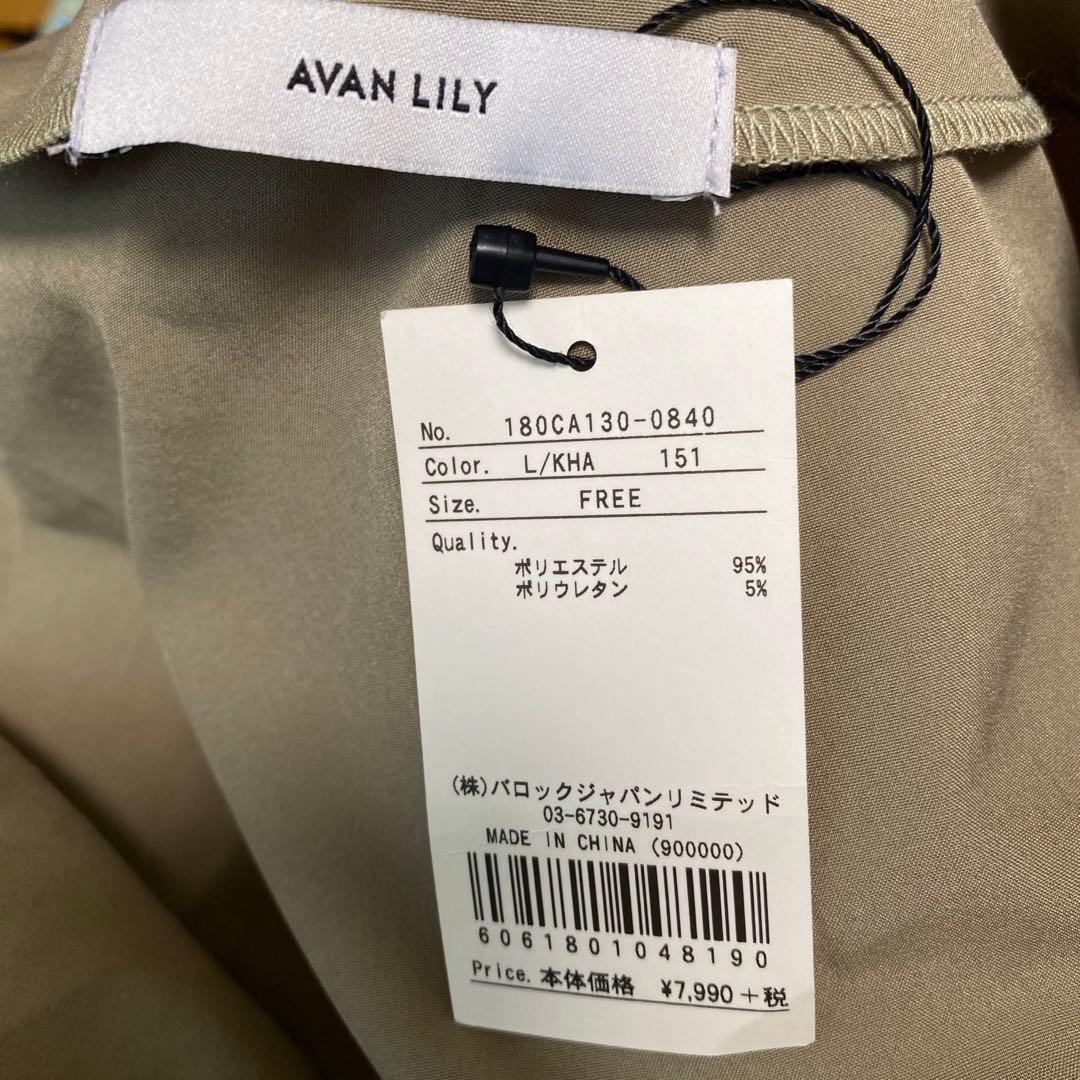 AVAN LILY
No. 180CA130-0840
Color. L/KHA 151
Size. FREE
Quality.
ポリエステル 95%
ポリウレタン 5%
(株)バロックジャパンリミテッド
03-6730-9191
MADE IN CHINA (900000)
6061801048190
Price. 本体価格 ¥7,990+税